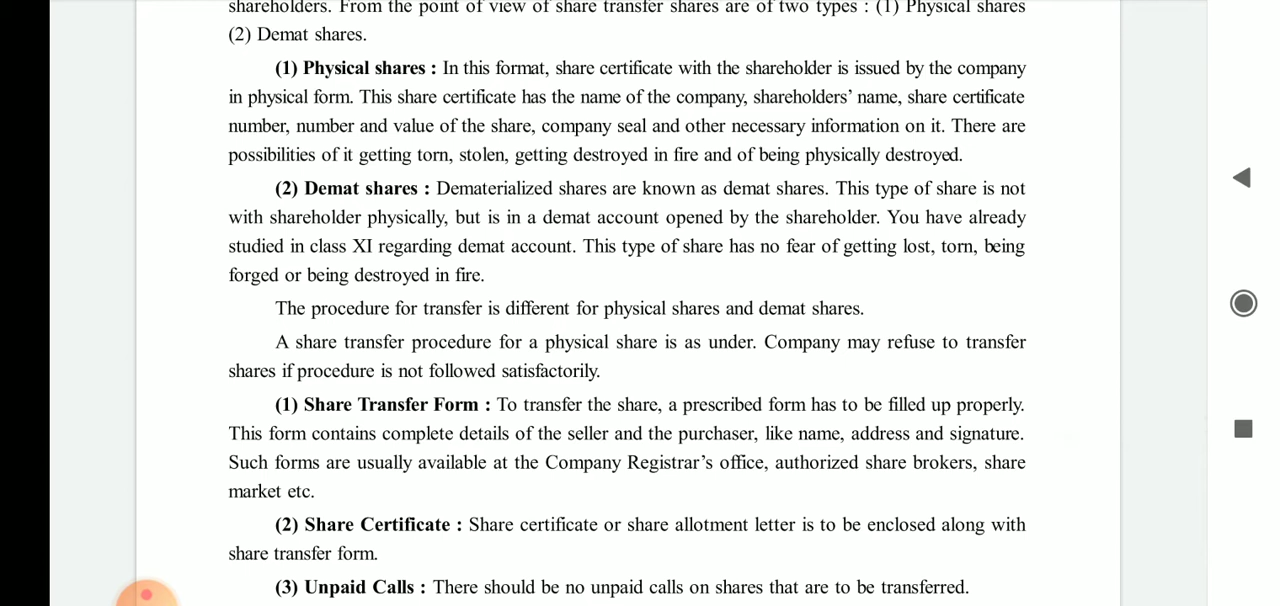 shareholders. From the point of view of share transfer shares are of two types : (1) Physical shares
(2) Demat shares.
(1) Physical shares : In this format, share certificate with the shareholder is issued by the company
in physical form. This share certificate has the name of the company, shareholders’ name, share certificate
number, number and value of the share, company seal and other necessary information on it. There are
possibilities of it getting torn, stolen, getting destroyed in fire and of being physically destroyed.
(2) Demat shares : Dematerialized shares are known as demat shares. This type of share is not
with shareholder physically, but is in a demat account opened by the shareholder. You have already
studied in class XI regarding demat account. This type of share has no fear of getting lost, torn, being
forged or being destroyed in fire.
The procedure for transfer is different for physical shares and demat shares.
A share transfer procedure for a physical share is as under. Company may refuse to transfer
shares if procedure is not followed satisfactorily.
(1) Share Transfer Form : To transfer the share, a prescribed form has to be filled up properly.
This form contains complete details of the seller and the purchaser, like name, address and signature.
Such forms are usually available at the Company Registrar’s office, authorized share brokers, share
market etc.
(2) Share Certificate : Share certificate or share allotment letter is to be enclosed along with
share transfer form.
(3) Unpaid Calls : There should be no unpaid calls on shares that are to be transferred.